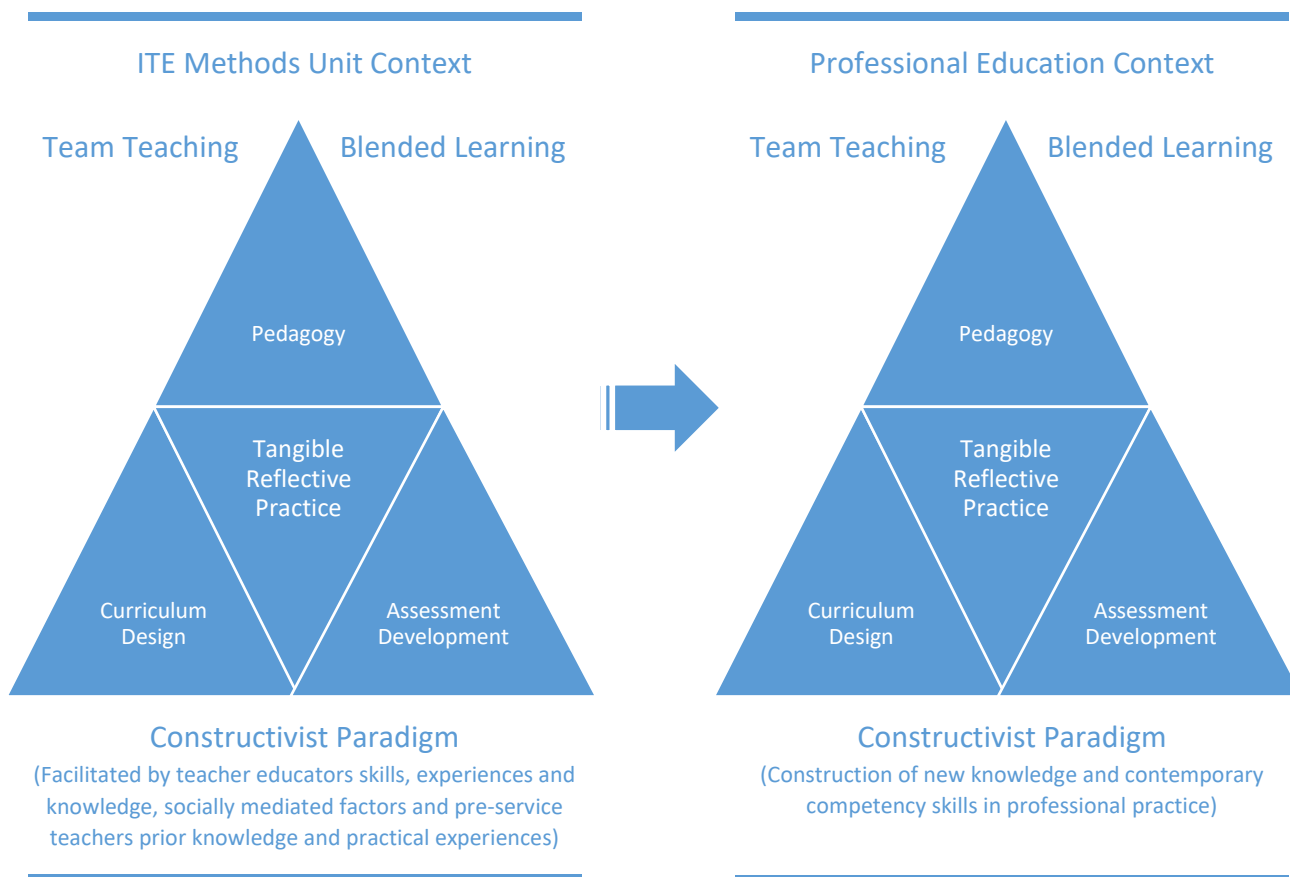 ITE Methods Unit Context
Team Teaching
Blended Learning
Pedagogy
Tangible
Reflective
Practice
Curriculum
Design
Assessment
Development
Constructivist Paradigm
(Facilitated by teacher educators skills, experiences and
knowledge, socially mediated factors and pre-service
teachers prior knowledge and practical experiences)
Professional Education Context
Team Teaching
Blended Learning
Pedagogy
Tangible
Reflective
Practice
Curriculum
Design
Assessment
Development
Constructivist Paradigm
(Construction of new knowledge and contemporary
competency skills in professional practice)